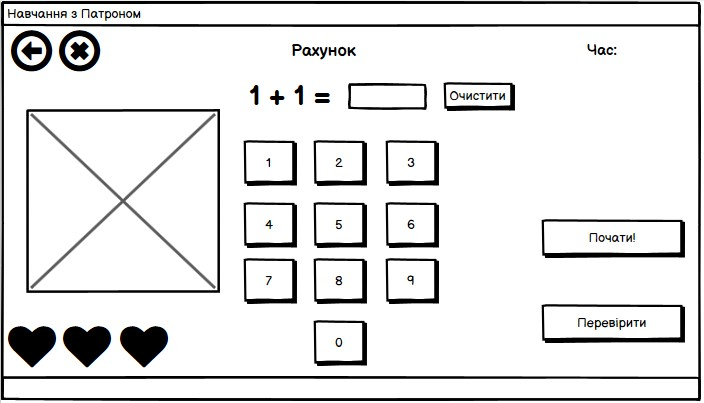 Навчання з Патроном
Рахунок
Час:
1 + 1 =
Очистити
1 2 3
4 5 6
Почати!
7 8 9
Перевірити
0